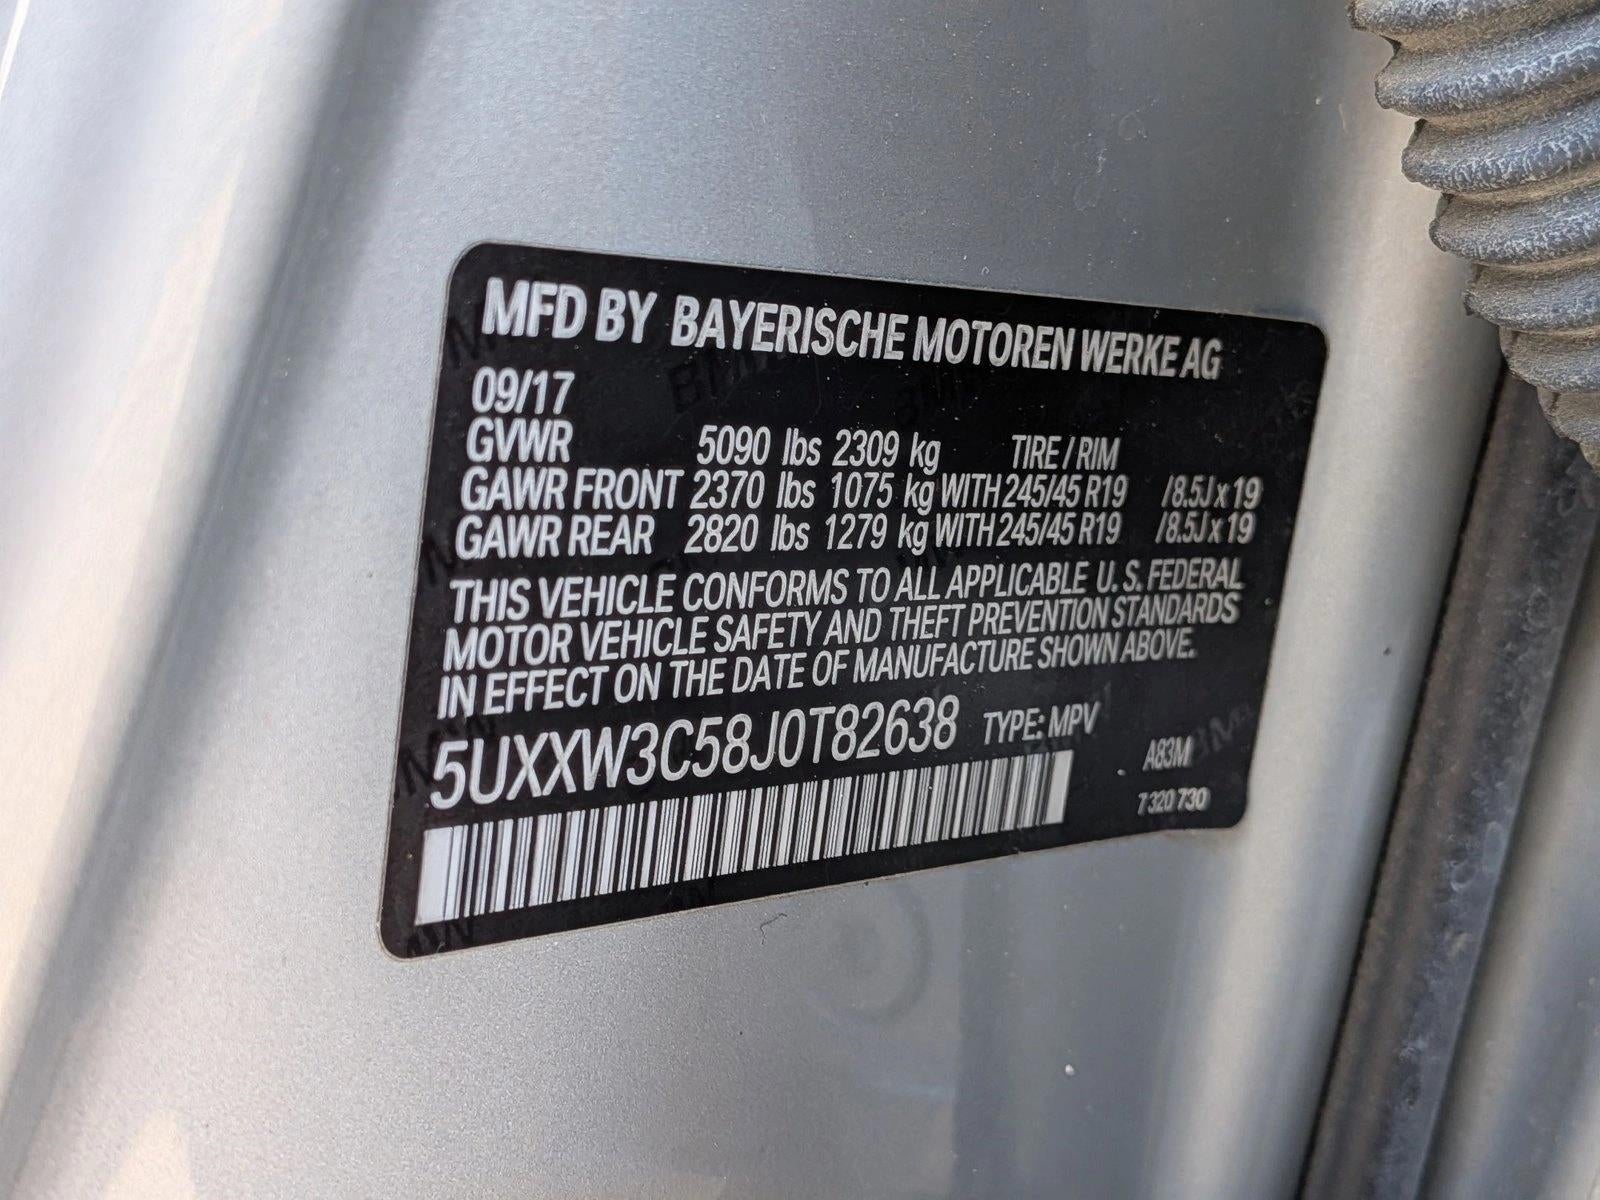 MFD BY BAYERISCHE MOTOREN WERKE AG
09/17
GVWR 5090 lbs 2309 kg TIRE / RIM
GAWR FRONT 2370 lbs 1075 kg WITH 245/45 R19 /8.5J x 19
GAWR REAR 2820 lbs 1279 kg WITH 245/45 R19 /8.5J x 19
THIS VEHICLE CONFORMS TO ALL APPLICABLE U. S. FEDERAL
MOTOR VEHICLE SAFETY AND THEFT PREVENTION STANDARDS
IN EFFECT ON THE DATE OF MANUFACTURE SHOWN ABOVE.
5UXXW3C58J0T82638 TYPE: MPV
A83M
7 320 730